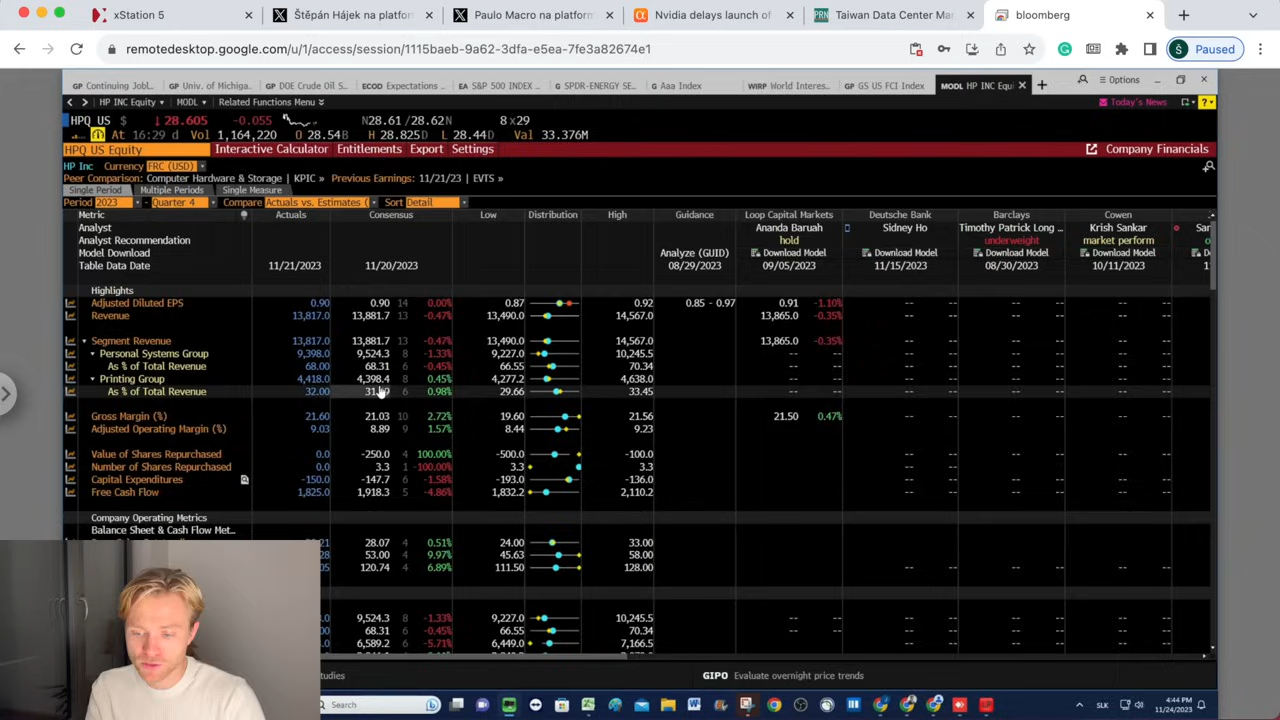 xStation 5
Štěpán Hájek na platfor
Paulo Macro na platform
Nvidia delays launch of
Taiwan Data Center Mar
bloomberg
remotedesktop.google.com/u/1/access/session/1115baeb-9a62-3dfa-e5ea-7fe3a82674e1
Š Paused
GP Continuing Jobl.. GP Univ. of Michiga.. GP DOE Crude Oil S.. ECOD Expectations .. EA S&P 500 INDEX .. G SPDR-ENERGY SE.. G Aaa Index WIRP World Interes.. GP GS US FCI Index MODL HP INC Equi Options
HP INC Equity MODL Related Functions Menu
Today's News
HPQ US $ 28.605 -0.055 N28.61 / 28.62N 8 x29
At 16:29 d Vol 1,164,220 O 28.54B H 28.825D L 28.44D Val 33.376M
HPQ US Equity Interactive Calculator Entitlements Export Settings Company Financials
HP Inc Currency FRC (USD)
Peer Comparison: Computer Hardware & Storage | KPIC » Previous Earnings: 11/21/23 | EVTS »
Single Period Multiple Periods Single Measure
Period 2023 - Quarter 4 Compare Actuals vs. Estimates ( Sort Detail
Metric Actuals Consensus Low Distribution High Guidance Loop Capital Markets Deutsche Bank Barclays Cowen
Analyst Ananda Baruah Sidney Ho Timothy Patrick Long ... Krish Sankar Sar
Analyst Recommendation hold underweight market perform
Model Download Analyze (GUID) Download Model Download Model Download Model Download Model
Table Data Date 11/21/2023 11/20/2023 08/29/2023 09/05/2023 11/15/2023 08/30/2023 10/11/2023
Highlights
Adjusted Diluted EPS 0.90 0.90 14 0.00% 0.87 0.92 0.85 - 0.97 0.91 -1.10% -- -- -- -- -- --
Revenue 13,817.0 13,881.7 13 -0.47% 13,490.0 14,567.0 13,865.0 -0.35% -- -- -- -- -- --
Segment Revenue 13,817.0 13,881.7 13 -0.47% 13,490.0 14,567.0 13,865.0 -0.35% -- -- -- -- -- --
Personal Systems Group 9,398.0 9,524.3 8 -1.33% 9,227.0 10,245.5 -- -- -- -- -- -- -- --
As % of Total Revenue 68.00 68.31 6 -0.45% 66.55 70.34 -- -- -- -- -- -- -- --
Printing Group 4,418.0 4,398.4 8 0.45% 4,277.2 4,638.0 -- -- -- -- -- -- -- --
As % of Total Revenue 32.00 6 0.98% 29.66 33.45 -- -- -- -- -- -- -- --
Gross Margin (%) 21.60 21.03 10 2.72% 19.60 21.56 21.50 0.47% -- -- -- -- -- --
Adjusted Operating Margin (%) 9.03 8.89 9 1.57% 8.44 9.23 -- -- -- -- -- -- -- --
Value of Shares Repurchased 0.0 -250.0 4 100.00% -500.0 -100.0 -- -- -- -- -- -- -- --
Number of Shares Repurchased 0.0 3.3 1 -100.00% 3.3 3.3 -- -- -- -- -- -- -- --
Capital Expenditures -150.0 -147.7 6 -1.58% -193.0 -136.0 -- -- -- -- -- -- -- --
Free Cash Flow 1,825.0 1,918.3 5 -4.86% 1,832.2 2,110.2 -- -- -- -- -- -- -- --
Company Operating Metrics
Balance Sheet & Cash Flow Met...
28.07 4 0.51% 24.00 33.00 -- -- -- -- -- --
53.00 4 9.97% 45.63 58.00 -- -- -- -- -- --
120.74 4 6.89% 111.50 128.00 -- -- -- -- -- --
9,524.3 8 -1.33% 9,227.0 10,245.5 -- -- -- -- -- -- -- --
68.31 6 -0.45% 66.55 70.34 -- -- -- -- -- -- -- --
6,589.2 6 -5.71% 6,449.0 7,166.5 -- -- -- -- -- -- -- --
GIPO Evaluate overnight price trends
Search
SLK
4:44 PM
11/24/2023